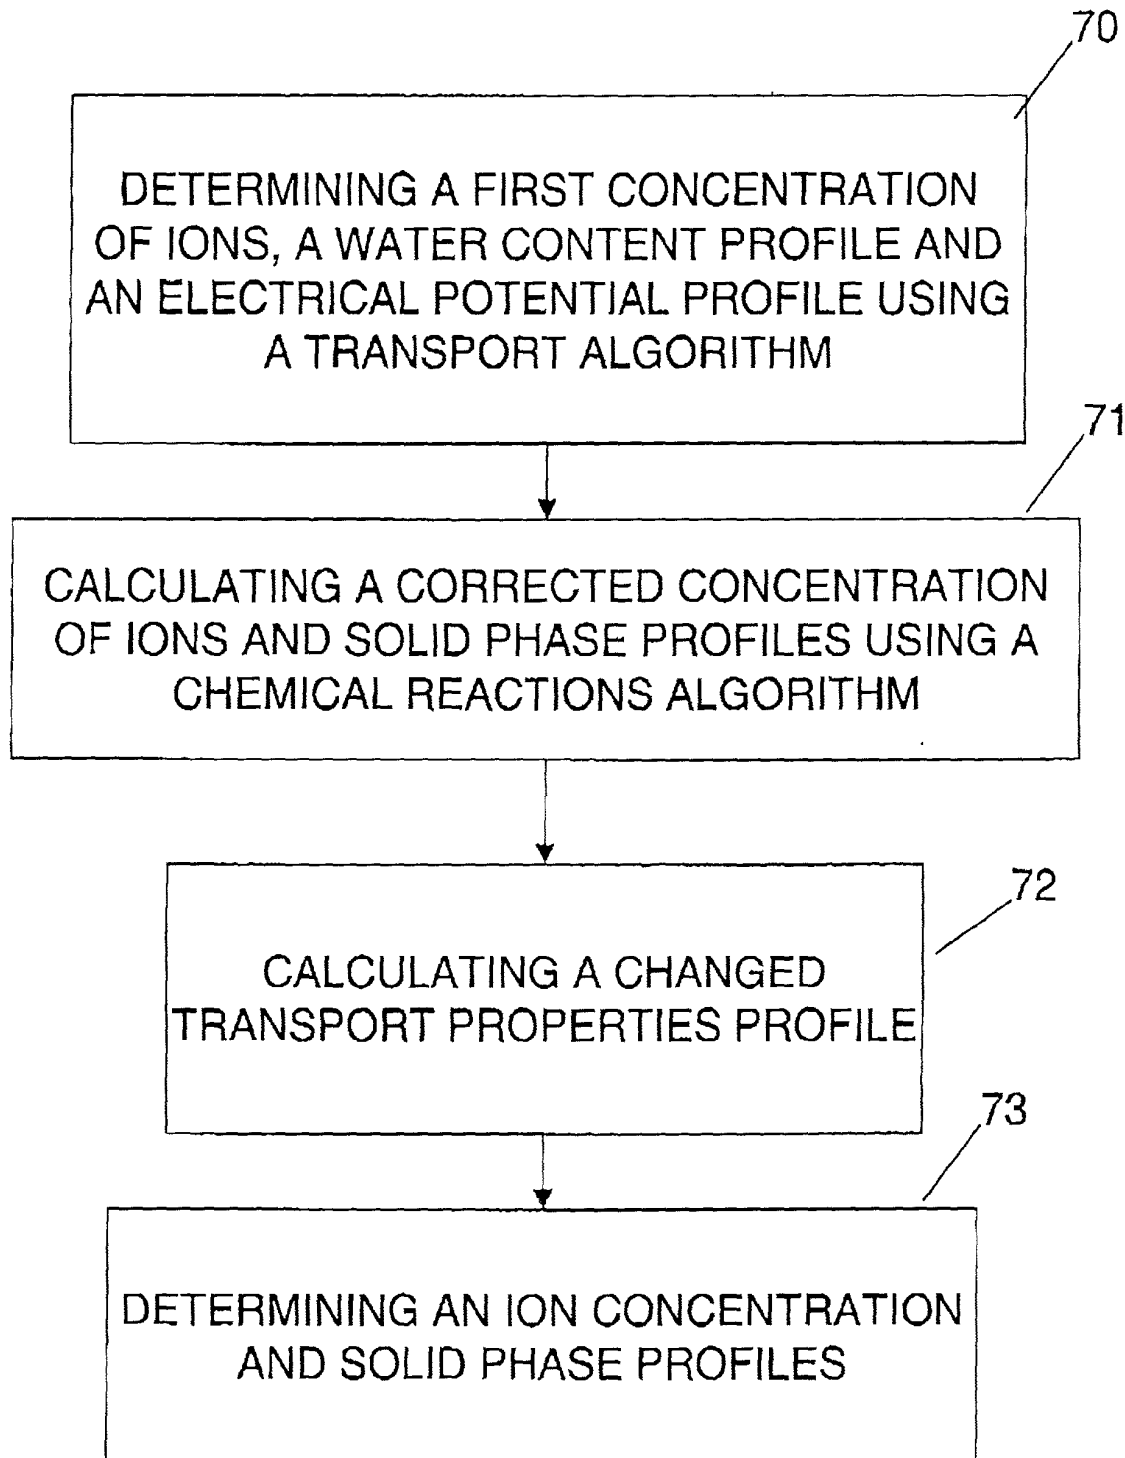 70
DETERMINING A FIRST CONCENTRATION
OF IONS, A WATER CONTENT PROFILE AND
AN ELECTRICAL POTENTIAL PROFILE USING
A TRANSPORT ALGORITHM
71
CALCULATING A CORRECTED CONCENTRATION
OF IONS AND SOLID PHASE PROFILES USING A
CHEMICAL REACTIONS ALGORITHM
72
CALCULATING A CHANGED
TRANSPORT PROPERTIES PROFILE
73
DETERMINING AN ION CONCENTRATION
AND SOLID PHASE PROFILES